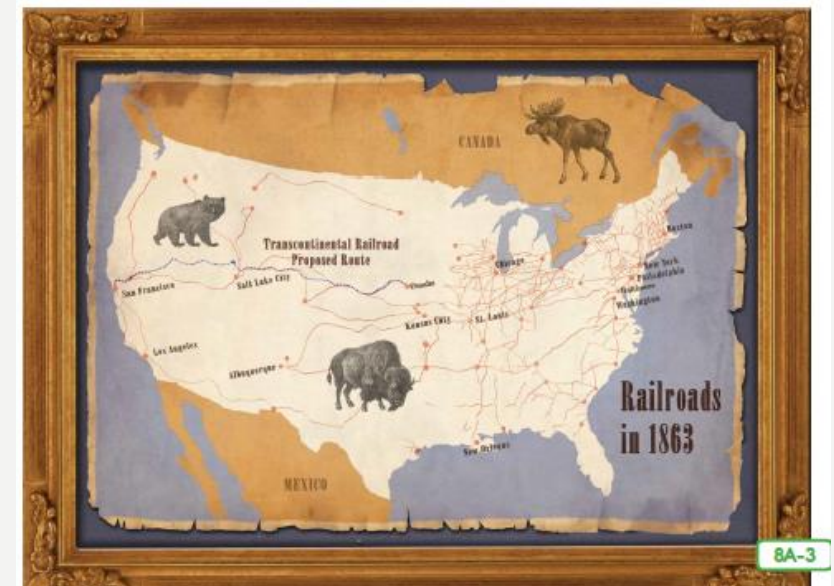 CANADA
Transcontinental Railroad
Proposed Route
Boston
Chicago
New York
Philadelphia
Baltimore
Washington
San Francisco
Salt Lake City
Omaha
Kansas City
St. Louis
Los Angeles
Albuquerque
Railroads
in 1863
New Orleans
MEXICO
8A-3